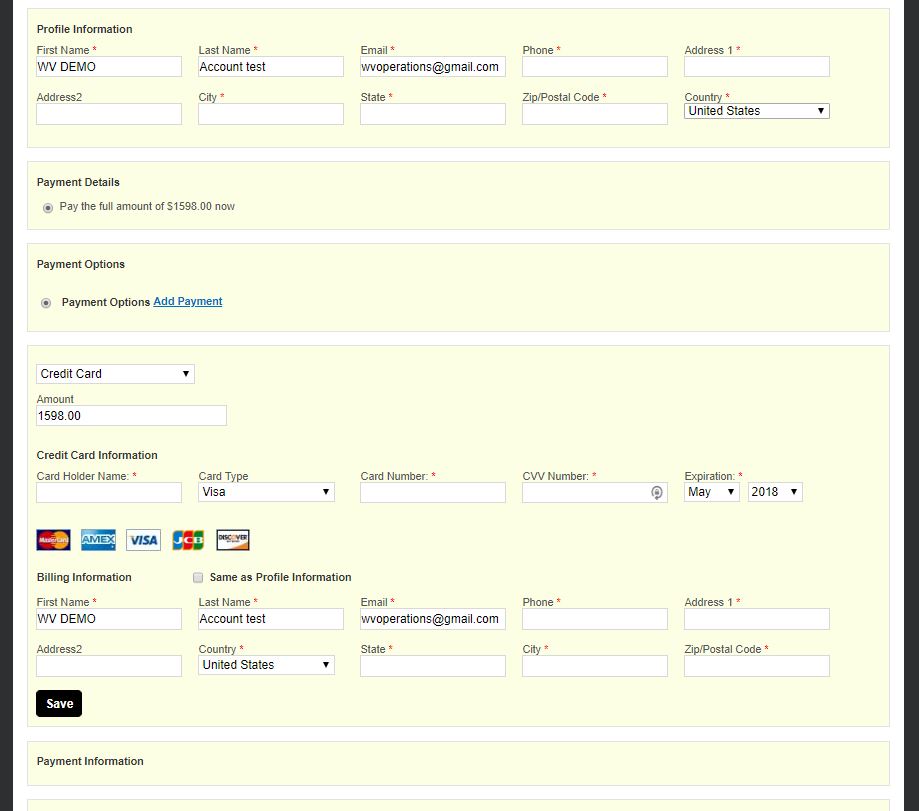 Profile Information
First Name * Last Name * Email * Phone * Address 1 *
WV DEMO Account test wvoperations@gmail.com
Address2 City * State * Zip/Postal Code * Country *
United States
Payment Details
Pay the full amount of $1598.00 now
Payment Options
Payment Options Add Payment
Credit Card
Amount
1598.00
Credit Card Information
Card Holder Name: * Card Type Card Number: * CVV Number: * Expiration: *
Visa May 2018
MasterCard AMEX VISA JCB DISCOVER
Billing Information Same as Profile Information
First Name * Last Name * Email * Phone * Address 1 *
WV DEMO Account test wvoperations@gmail.com
Address2 Country * State * City * Zip/Postal Code *
United States
Save
Payment Information